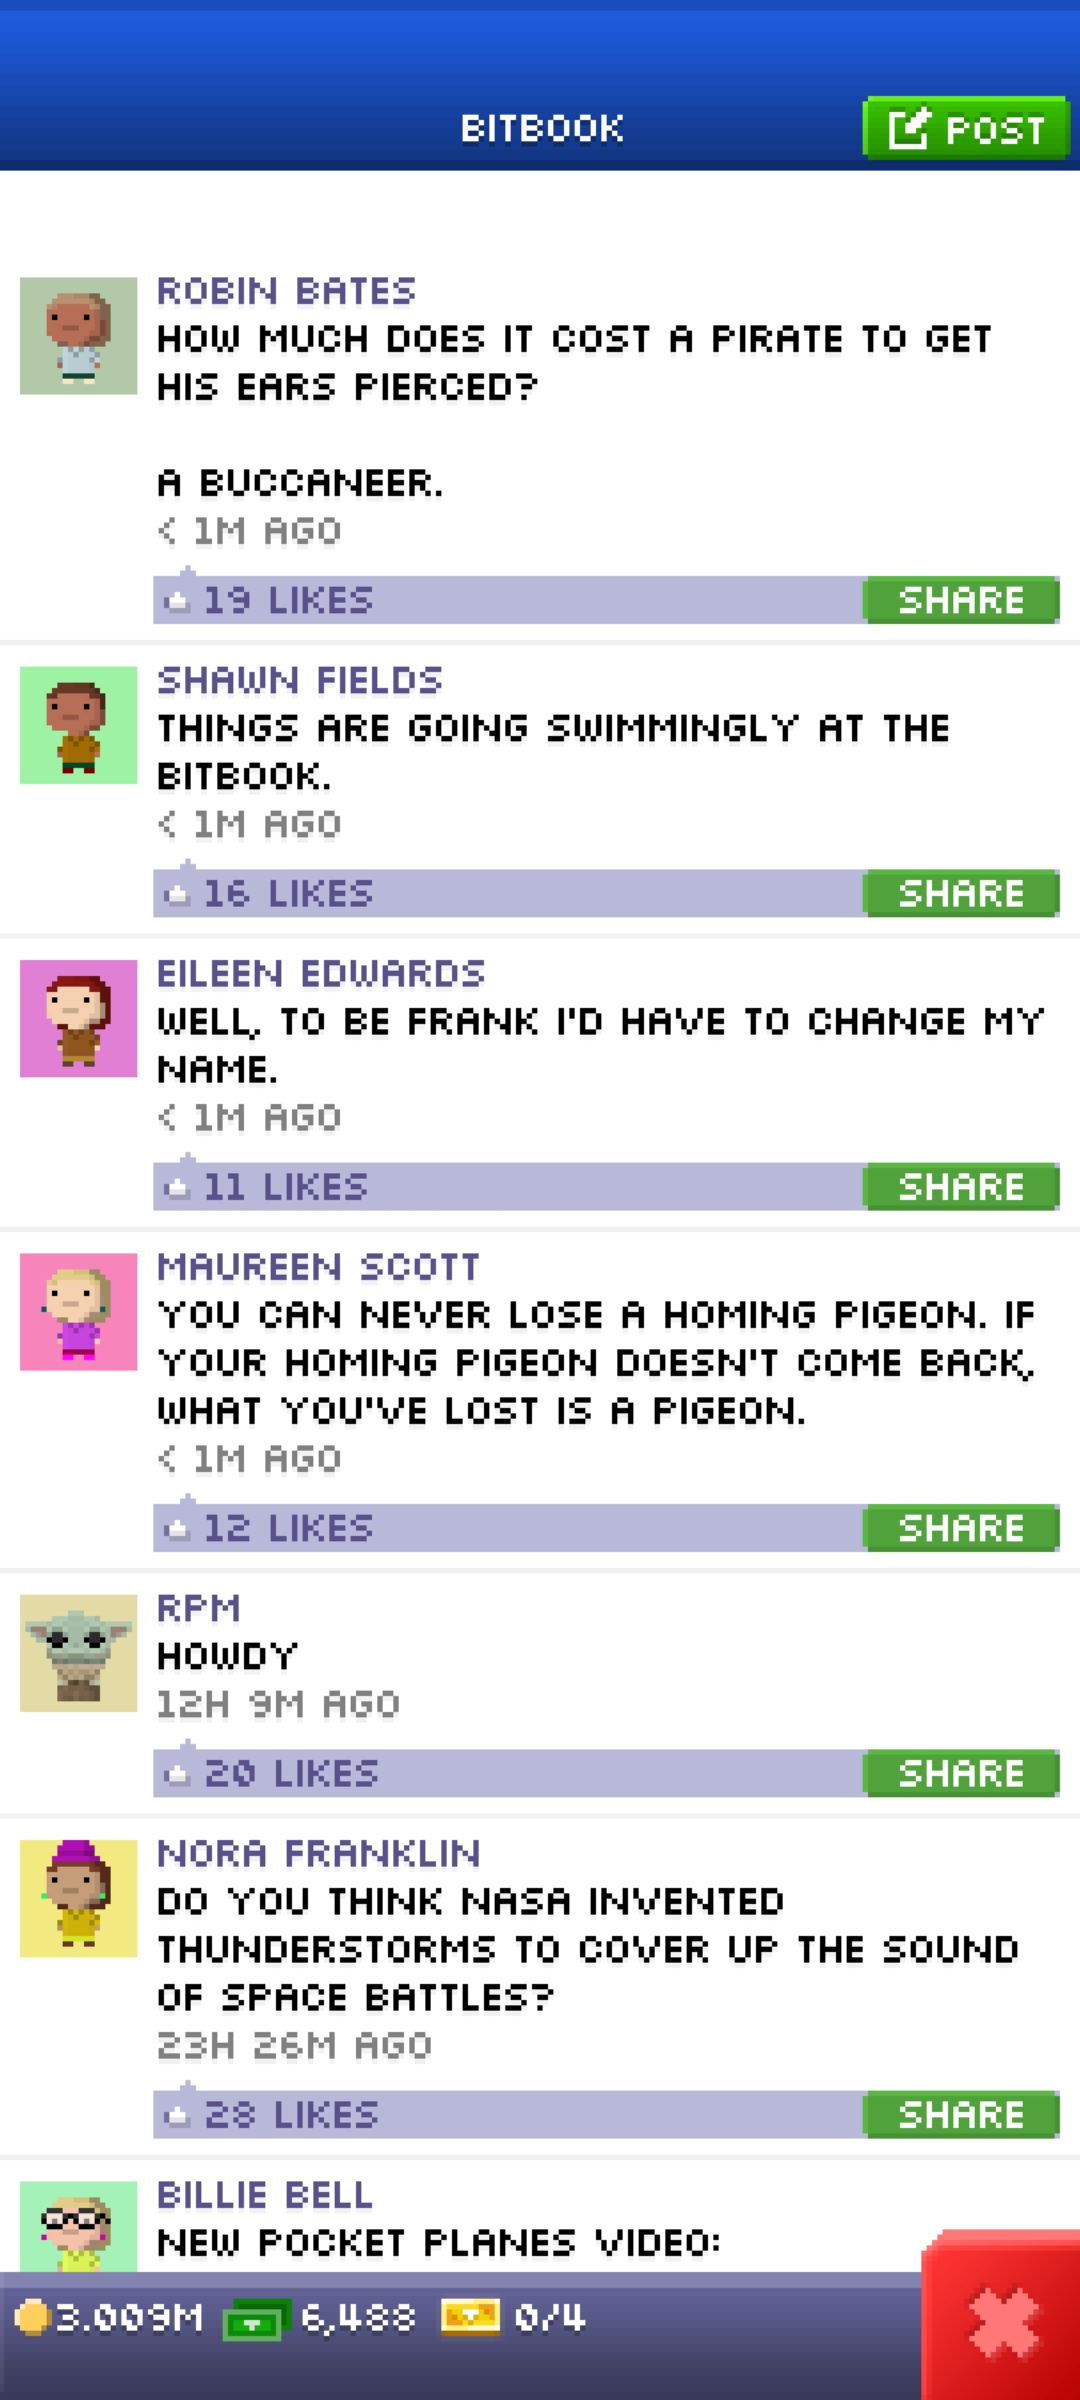 BITBOOK
POST
ROBIN BATES
HOW MUCH DOES IT COST A PIRATE TO GET
HIS EARS PIERCED?
A BUCCANEER.
< 1M AGO
19 LIKES
SHARE
SHAWN FIELDS
THINGS ARE GOING SWIMMINGLY AT THE
BITBOOK.
< 1M AGO
16 LIKES
SHARE
EILEEN EDWARDS
WELL, TO BE FRANK I'D HAVE TO CHANGE MY
NAME.
< 1M AGO
11 LIKES
SHARE
MAUREEN SCOTT
YOU CAN NEVER LOSE A HOMING PIGEON. IF
YOUR HOMING PIGEON DOESN'T COME BACK,
WHAT YOU'VE LOST IS A PIGEON.
< 1M AGO
12 LIKES
SHARE
RPM
HOWDY
12H 9M AGO
20 LIKES
SHARE
NORA FRANKLIN
DO YOU THINK NASA INVENTED
THUNDERSTORMS TO COVER UP THE SOUND
OF SPACE BATTLES?
23H 26M AGO
28 LIKES
SHARE
BILLIE BELL
NEW POCKET PLANES VIDEO:
3.009M 6,488 0/4